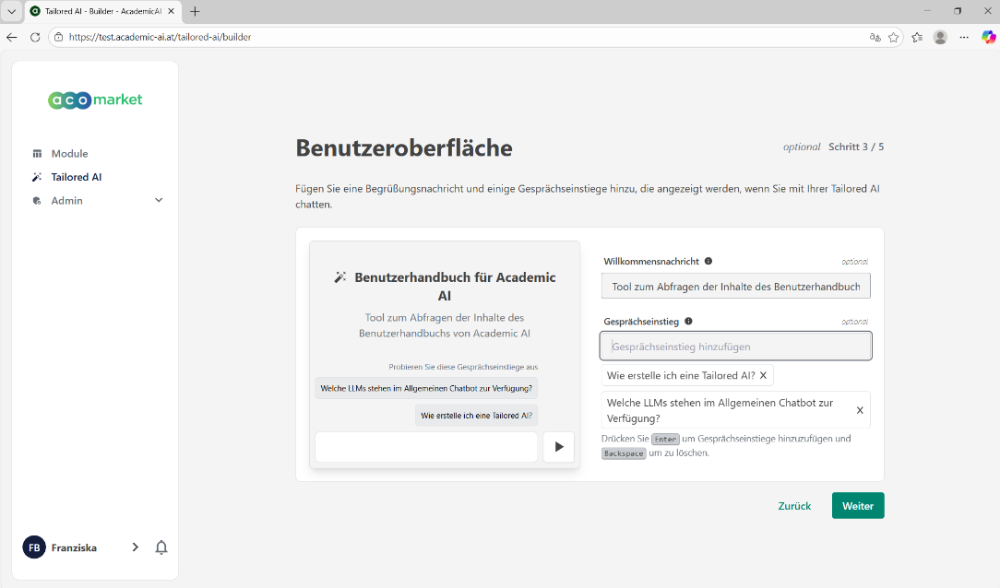 Tailored AI - Builder - AcademicAI
https://test.academic-ai.at/tailored-ai/builder
aco market
Module
Tailored AI
Admin
FB Franziska
Benutzeroberfläche
optional Schritt 3 / 5
Fügen Sie eine Begrüßungsnachricht und einige Gesprächseinstiege hinzu, die angezeigt werden, wenn Sie mit Ihrer Tailored AI
chatten.
Benutzerhandbuch für Academic
AI
Tool zum Abfragen der Inhalte des
Benutzerhandbuchs von Academic AI
Probieren Sie diese Gesprächseinstiege aus
Welche LLMs stehen im Allgemeinen Chatbot zur Verfügung?
Wie erstelle ich eine Tailored AI?
Willkommensnachricht optional
Tool zum Abfragen der Inhalte des Benutzerhandbuch
Gesprächseinstieg optional
Gesprächseinstieg hinzufügen
Wie erstelle ich eine Tailored AI? X
Welche LLMs stehen im Allgemeinen Chatbot zur
Verfügung? X
Drücken Sie Enter um Gesprächseinstiege hinzuzufügen und
Backspace um zu löschen.
Zurück
Weiter